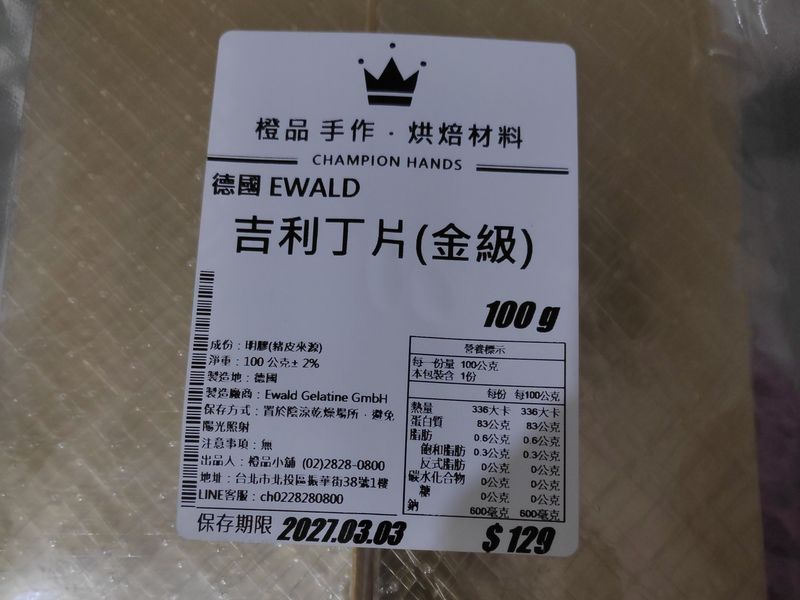 橙品 手作・烘焙材料
CHAMPION HANDS
德國 EWALD
吉利丁片(金級)
100 g
成份：明膠(豬皮來源)
淨重：100 公克± 2%
製造地：德國
製造廠商：Ewald Gelatine GmbH
保存方式：置於陰涼乾燥場所，避免
陽光照射
注意事項：無
出品人：橙品小舖 (02)2828-0800
地址：台北市北投區振華街38號1樓
LINE客服：ch0228280800
營養標示
每一份量 100公克
本包裝含 1份
每份 每100公克
熱量 336大卡 336大卡
蛋白質 83公克 83公克
脂肪 0.6公克 0.6公克
飽和脂肪 0.3公克 0.3公克
反式脂肪 0公克 0公克
碳水化合物 0公克 0公克
糖 0公克 0公克
鈉 600毫克 600毫克
保存期限 2027.03.03
$ 129